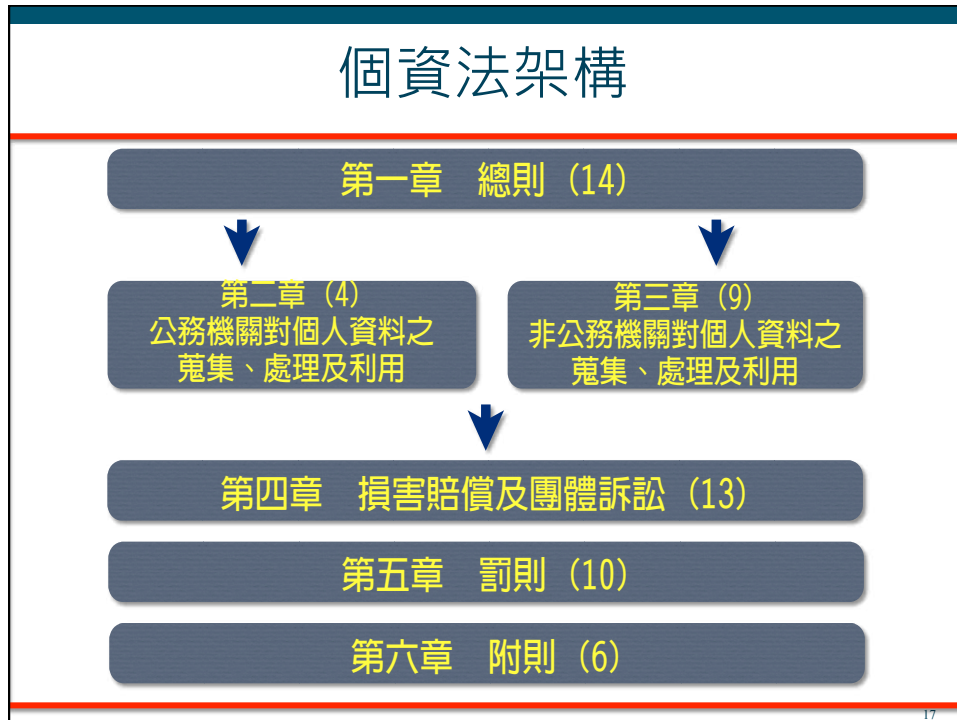 個資法架構
第一章　總則 (14)
第二章 (4)
公務機關對個人資料之
蒐集、處理及利用
第三章 (9)
非公務機關對個人資料之
蒐集、處理及利用
第四章　損害賠償及團體訴訟 (13)
第五章　罰則 (10)
第六章　附則 (6)
17